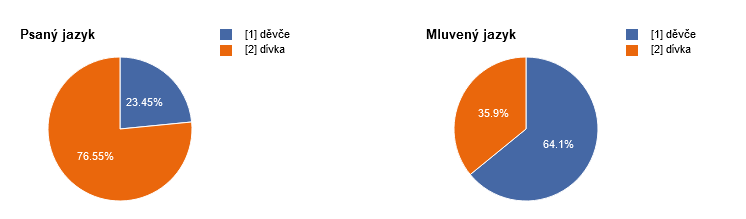 Psaný jazyk
[1] děvče
[2] dívka
23.45%
76.55%
Mluvený jazyk
[1] děvče
[2] dívka
35.9%
64.1%